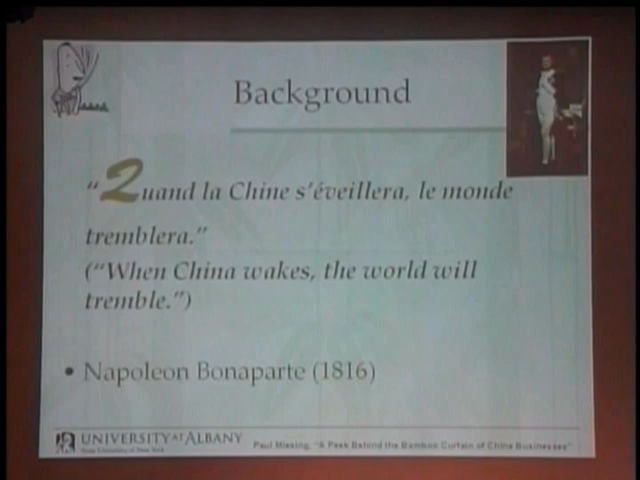 Background
“Quand la Chine s’éveillera, le monde
tremblera.”
(“When China wakes, the world will
tremble.”)
• Napoleon Bonaparte (1816)
UNIVERSITY AT ALBANY
State University of New York
Paul Miesing, “A Peek Behind the Bamboo Curtain of China Businesses”